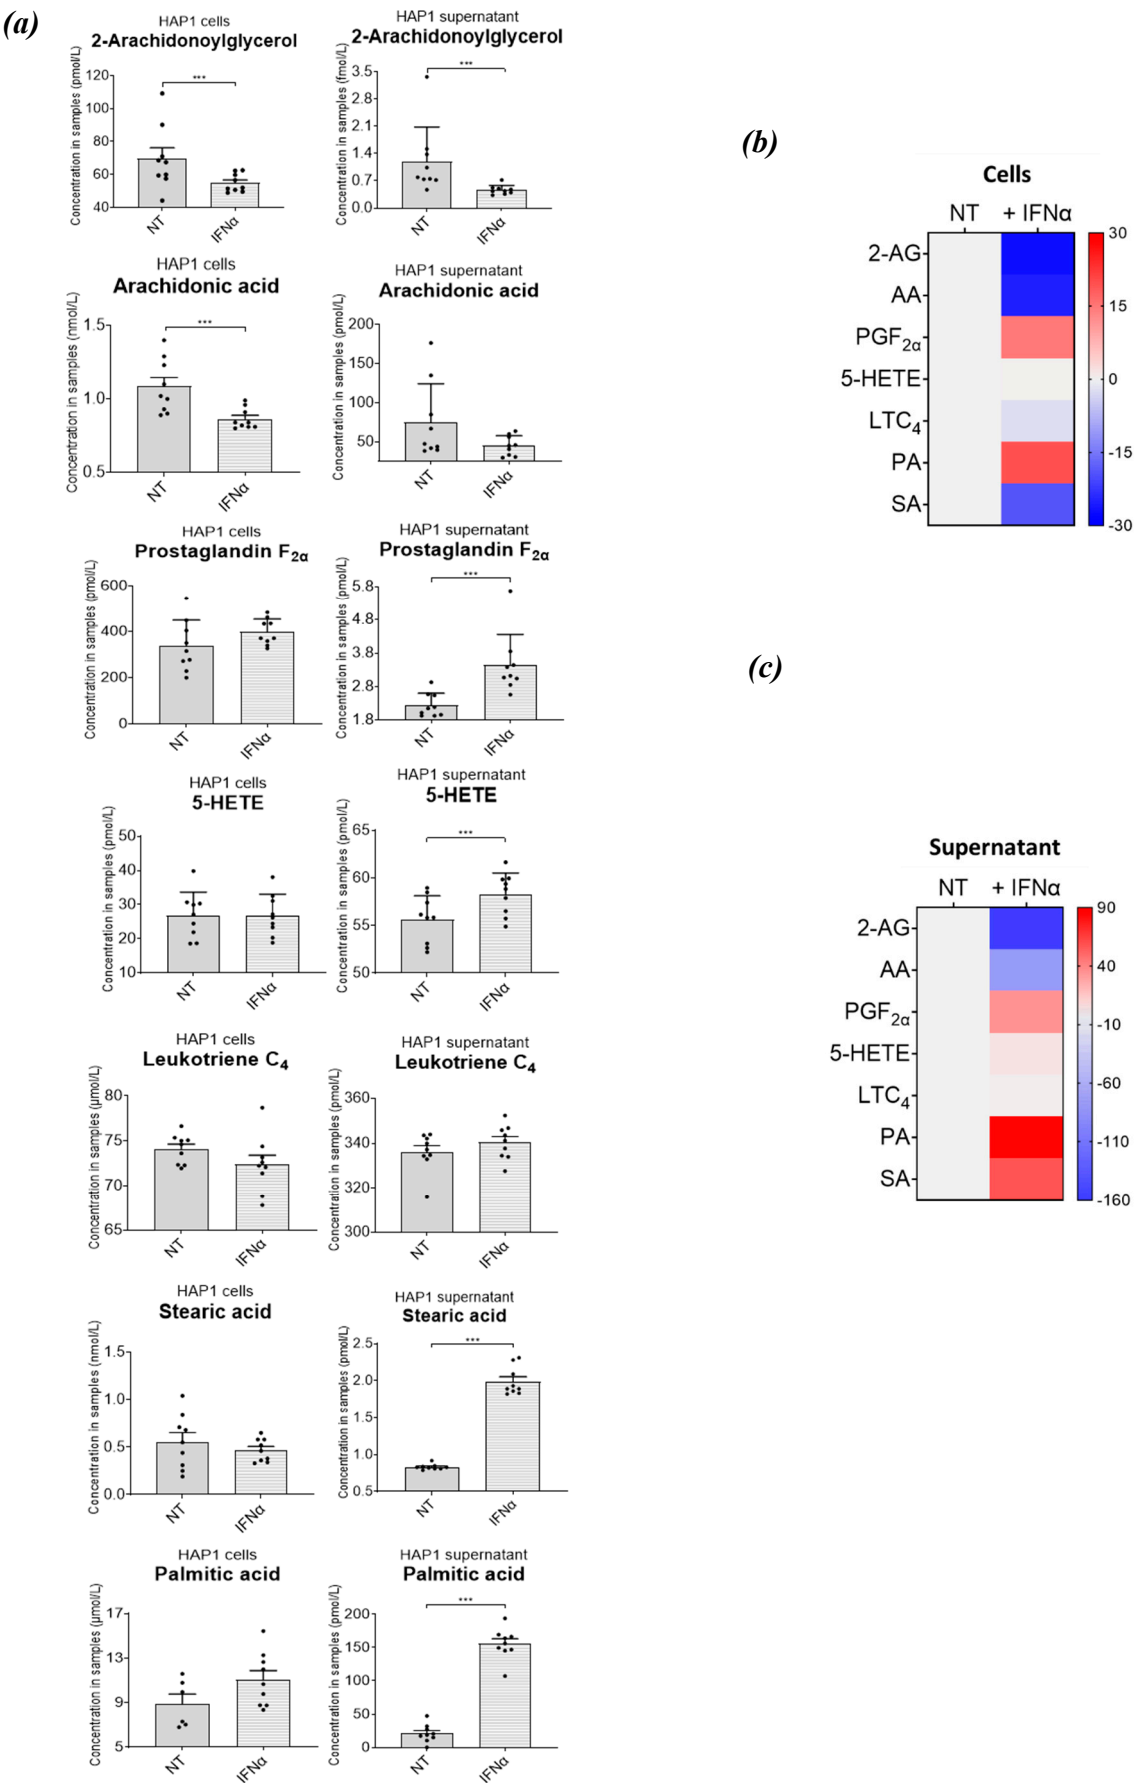 (a)
HAP1 cells
2-Arachidonoylglycerol
Concentration in samples (pmol/L)
120
100
80
60
40
***
NT
IFNα
HAP1 supernatant
2-Arachidonoylglycerol
Concentration in samples (fmol/L)
3.5
2.8
2.1
1.4
0.7
0.0
***
NT
IFNα
HAP1 cells
Arachidonic acid
Concentration in samples (nmol/L)
1.5
1.0
0.5
***
NT
IFNα
HAP1 supernatant
Arachidonic acid
Concentration in samples (pmol/L)
200
150
100
50
NT
IFNα
HAP1 cells
Prostaglandin F2α
Concentration in samples (pmol/L)
600
400
200
0
NT
IFNα
HAP1 supernatant
Prostaglandin F2α
Concentration in samples (pmol/L)
5.8
4.8
3.8
2.8
1.8
***
NT
IFNα
HAP1 cells
5-HETE
Concentration in samples (pmol/L)
50
40
30
20
10
NT
IFNα
HAP1 supernatant
5-HETE
Concentration in samples (pmol/L)
65
60
55
50
***
NT
IFNα
HAP1 cells
Leukotriene C4
Concentration in samples (µmol/L)
80
75
70
65
NT
IFNα
HAP1 supernatant
Leukotriene C4
Concentration in samples (pmol/L)
360
340
320
300
NT
IFNα
HAP1 cells
Stearic acid
Concentration in samples (nmol/L)
1.5
1.0
0.5
0.0
NT
IFNα
HAP1 supernatant
Stearic acid
Concentration in samples (pmol/L)
2.5
2.0
1.5
1.0
0.5
***
NT
IFNα
HAP1 cells
Palmitic acid
Concentration in samples (µmol/L)
17
13
9
5
NT
IFNα
HAP1 supernatant
Palmitic acid
Concentration in samples (pmol/L)
200
150
100
50
0
***
NT
IFNα
(b)
Cells
NT + IFNα
2-AG
AA
PGF2α
5-HETE
LTC4
PA
SA
30
15
0
-15
-30
(c)
Supernatant
NT + IFNα
2-AG
AA
PGF2α
5-HETE
LTC4
PA
SA
90
40
-10
-60
-110
-160